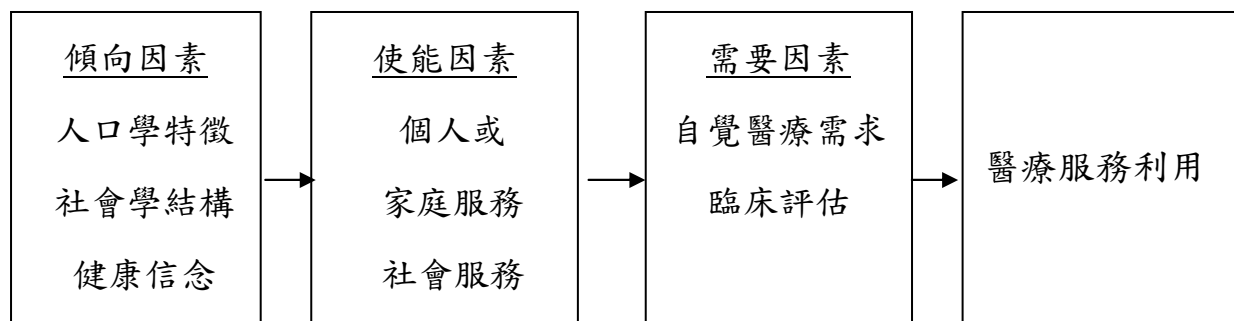 傾向因素
人口學特徵
社會學結構
健康信念
使能因素
個人或
家庭服務
社會服務
需要因素
自覺醫療需求
臨床評估
醫療服務利用